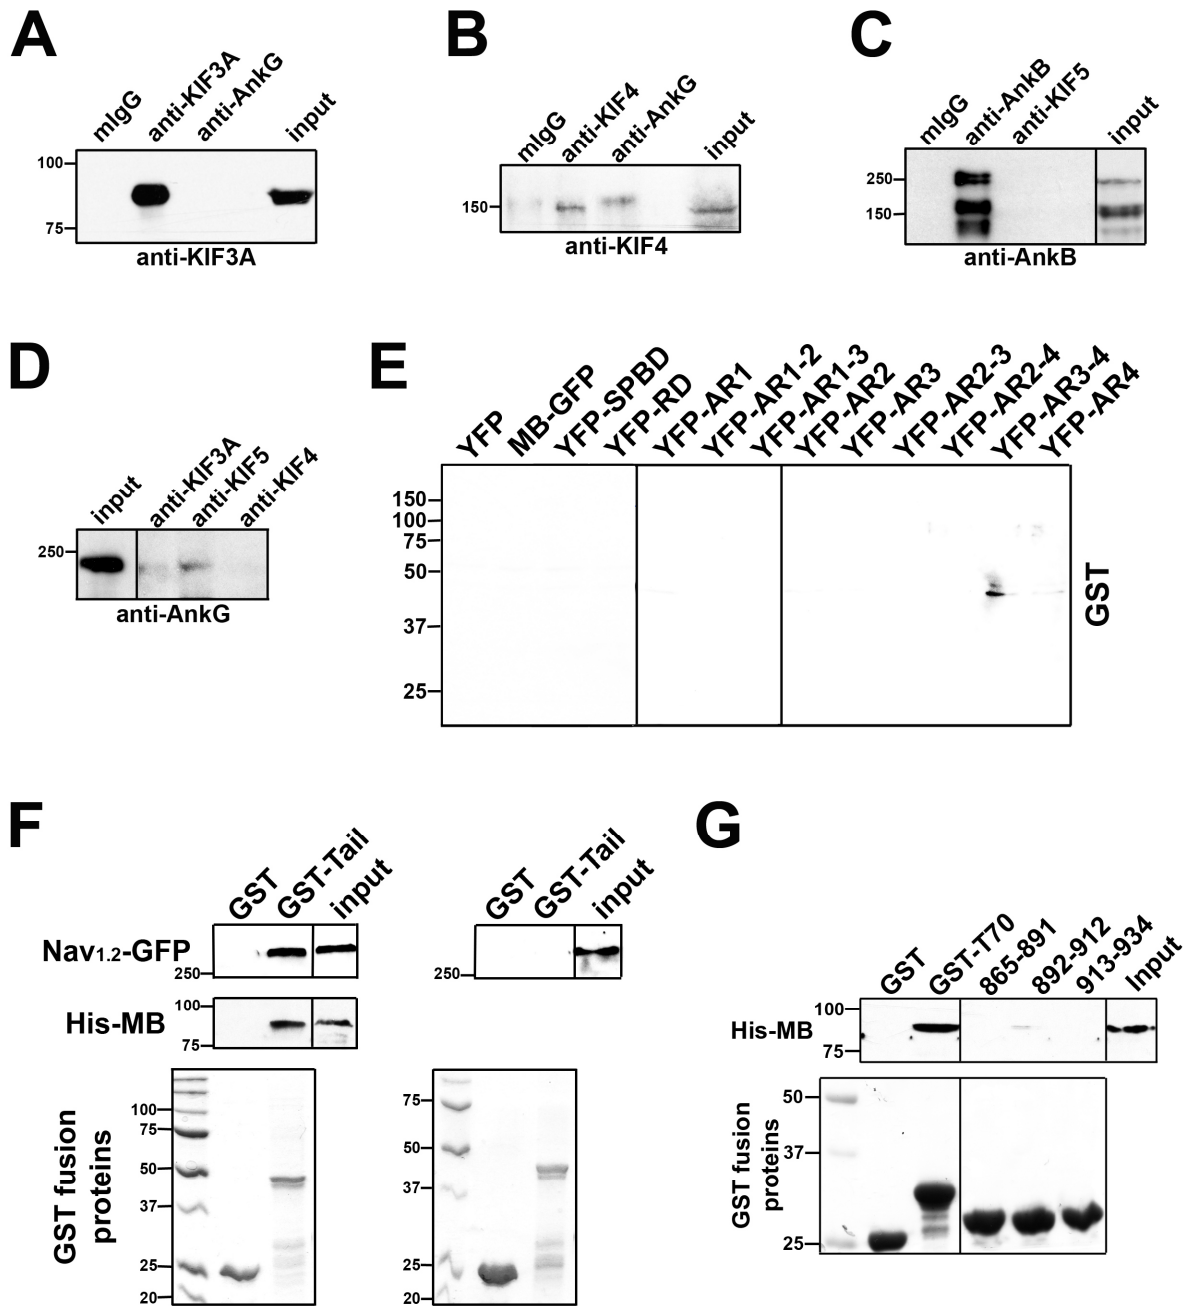 A
mIgG
anti-KIF3A
anti-AnkG
input
100
75
anti-KIF3A
B
mIgG
anti-KIF4
anti-AnkG
input
150
anti-KIF4
C
mIgG
anti-AnkB
anti-KIF5
input
250
150
anti-AnkB
D
input
anti-KIF3A
anti-KIF5
anti-KIF4
250
anti-AnkG
E
YFP
MB-GFP
YFP-SPBD
YFP-RD
YFP-AR1
YFP-AR1-2
YFP-AR1-3
YFP-AR2
YFP-AR3
YFP-AR2-3
YFP-AR2-4
YFP-AR3-4
YFP-AR4
150
100
75
50
37
25
GST
F
GST
GST-Tail
input
Nav1.2-GFP
250
His-MB
100
75
GST fusion
proteins
100
75
50
37
25
20
GST
GST-Tail
input
250
75
50
37
25
20
G
GST
GST-T70
865-891
892-912
913-934
Input
His-MB
100
75
GST fusion
proteins
50
37
25